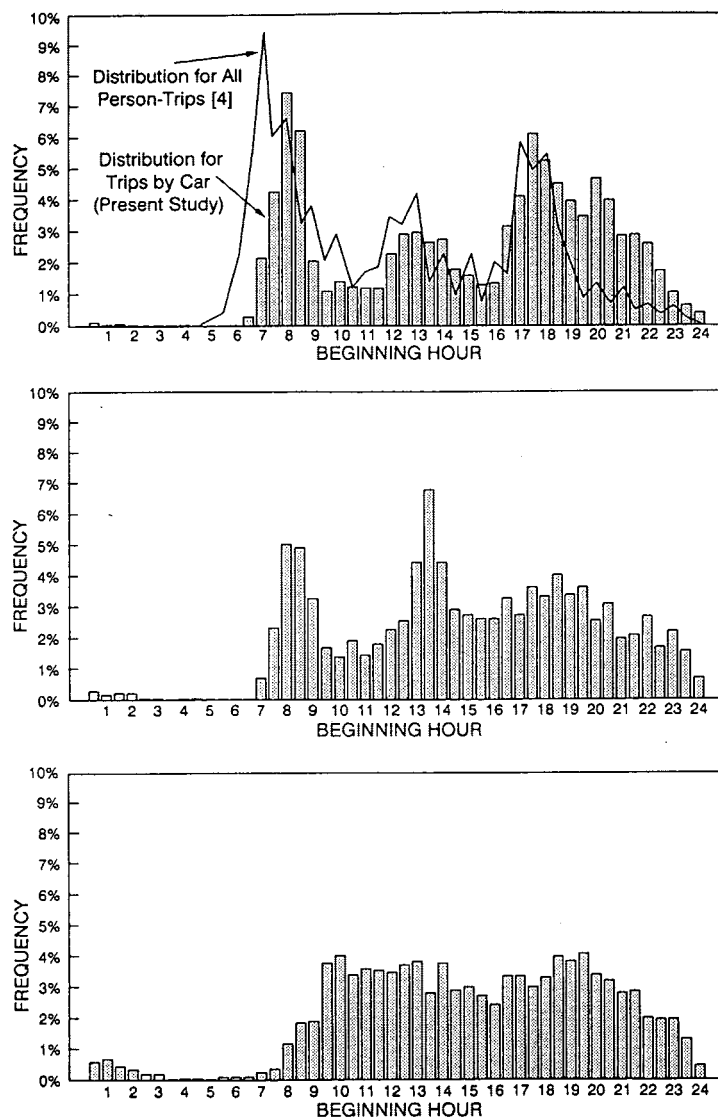 10%
9%
8%
7%
6%
5%
4%
3%
2%
1%
0%
FREQUENCY
Distribution for All
Person-Trips [4]
Distribution for
Trips by Car
(Present Study)
1 2 3 4 5 6 7 8 9 10 11 12 13 14 15 16 17 18 19 20 21 22 23 24
BEGINNING HOUR
10%
9%
8%
7%
6%
5%
4%
3%
2%
1%
0%
FREQUENCY
1 2 3 4 5 6 7 8 9 10 11 12 13 14 15 16 17 18 19 20 21 22 23 24
BEGINNING HOUR
10%
9%
8%
7%
6%
5%
4%
3%
2%
1%
0%
FREQUENCY
1 2 3 4 5 6 7 8 9 10 11 12 13 14 15 16 17 18 19 20 21 22 23 24
BEGINNING HOUR